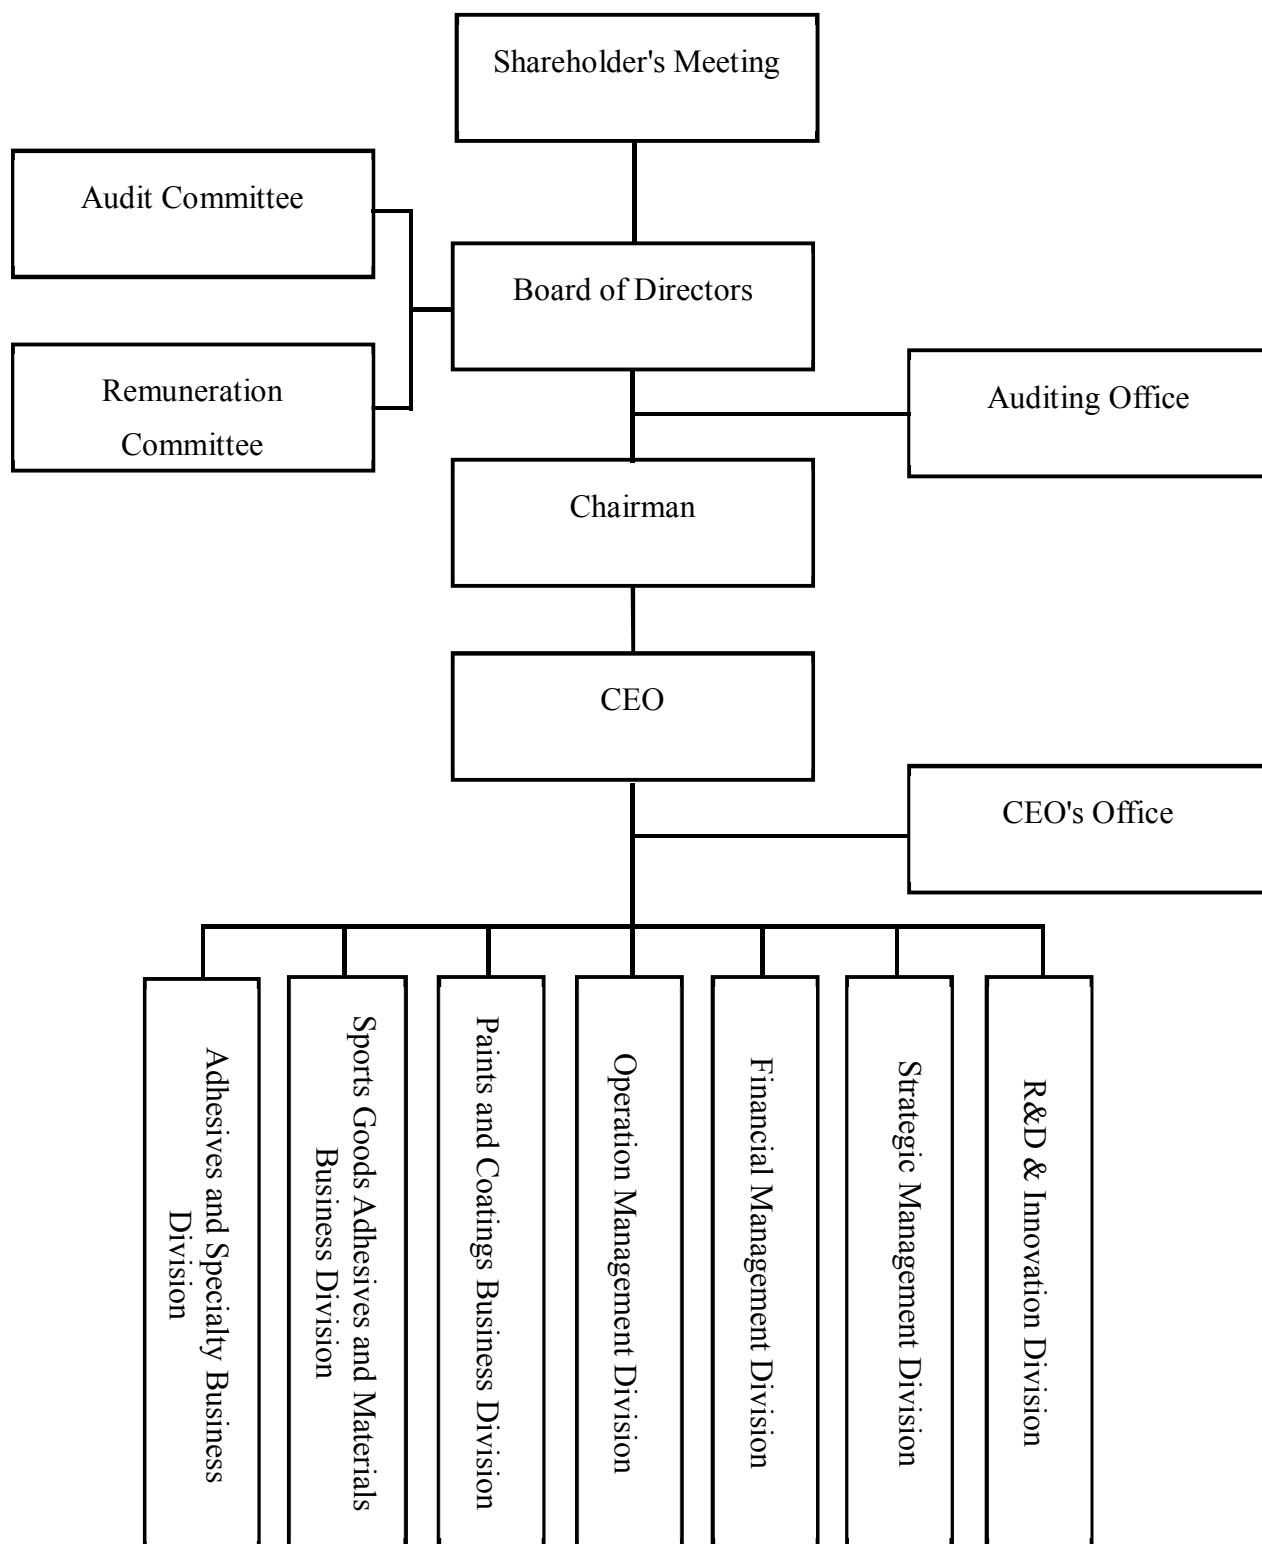 Shareholder's Meeting
Audit Committee
Board of Directors
Remuneration
Committee
Auditing Office
Chairman
CEO
CEO's Office
Adhesives and Specialty Business
Division
Sports Goods Adhesives and Materials
Business Division
Paints and Coatings Business Division
Operation Management Division
Financial Management Division
Strategic Management Division
R&D & Innovation Division